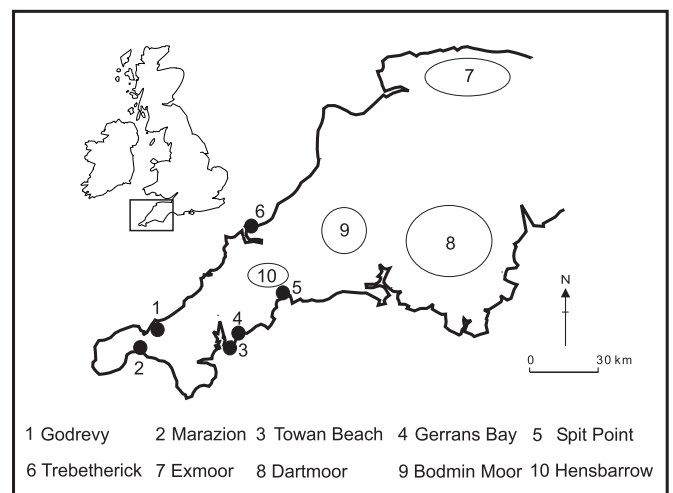 7
6
9
8
10
5
N
1
4
3
2
0 30 km
1 Godrevy 2 Marazion 3 Towan Beach 4 Gerrans Bay 5 Spit Point
6 Trebetherick 7 Exmoor 8 Dartmoor 9 Bodmin Moor 10 Hensbarrow